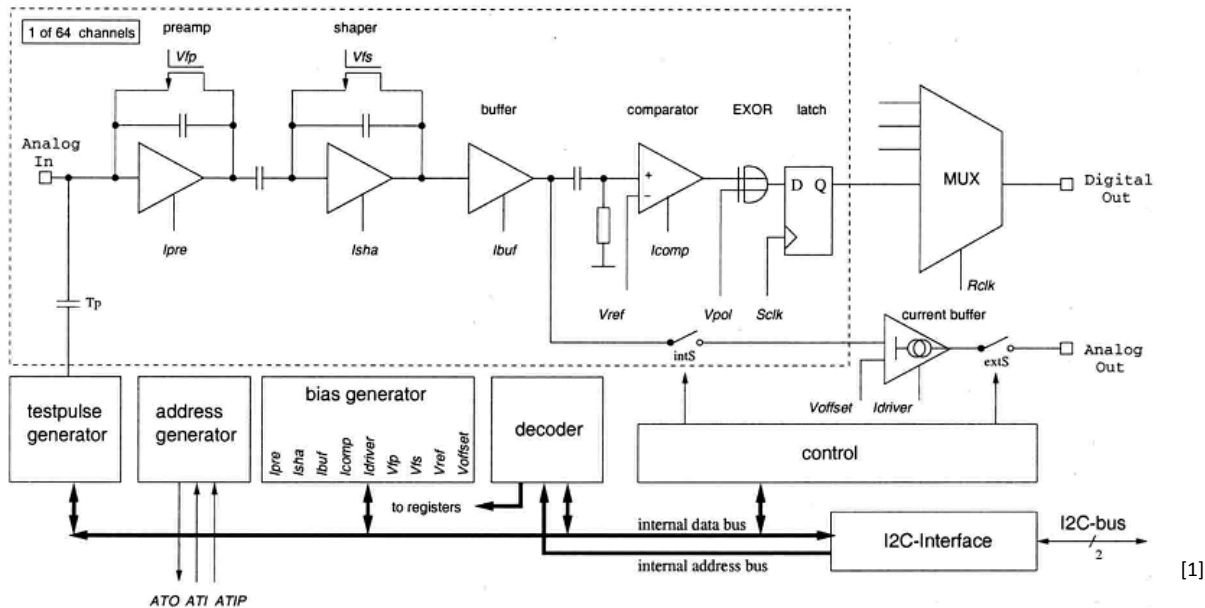 1 of 64 channels
preamp
shaper
Vfp
Vfs
buffer
comparator
EXOR
latch
Analog
In
+
−
D Q
MUX
Digital
Out
Ipre
Isha
Ibuf
Icomp
Rclk
Tp
Vref
Vpol
Sclk
current buffer
intS
extS
Analog
Out
Voffset
Idriver
testpulse
generator
address
generator
bias generator
Ipre
Isha
Ibuf
Icomp
Idriver
Vfp
Vfs
Vref
Voffset
decoder
control
to registers
internal data bus
internal address bus
I2C-Interface
I2C-bus
2
[1]
ATO ATI ATIP